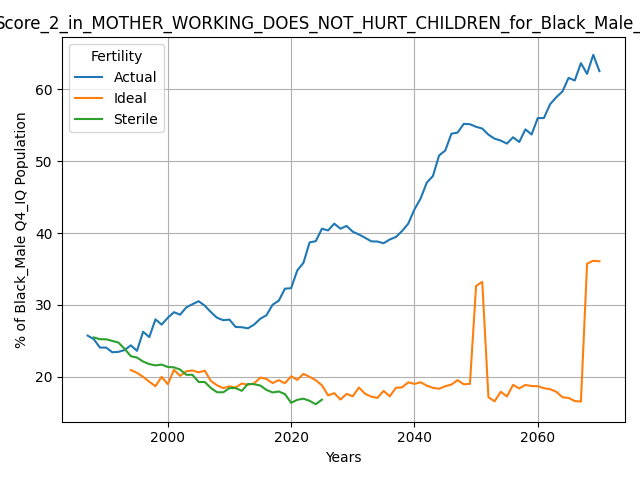 Score_2_in_MOTHER_WORKING_DOES_NOT_HURT_CHILDREN_for_Black_Male_
Fertility
Actual
Ideal
Sterile
% of Black_Male Q4_IQ Population
60
50
40
30
20
2000
2020
2040
2060
Years